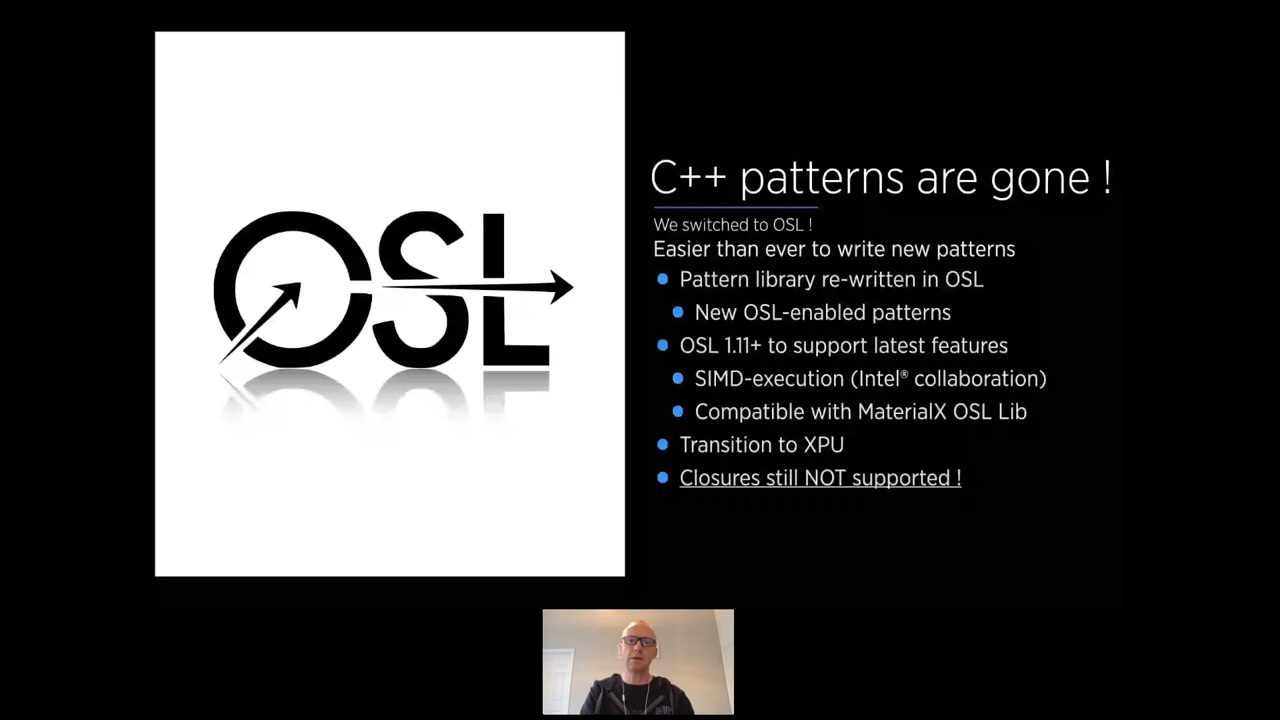 OSL
C++ patterns are gone !
We switched to OSL !
Easier than ever to write new patterns
Pattern library re-written in OSL
New OSL-enabled patterns
OSL 1.11+ to support latest features
SIMD-execution (Intel® collaboration)
Compatible with MaterialX OSL Lib
Transition to XPU
Closures still NOT supported !